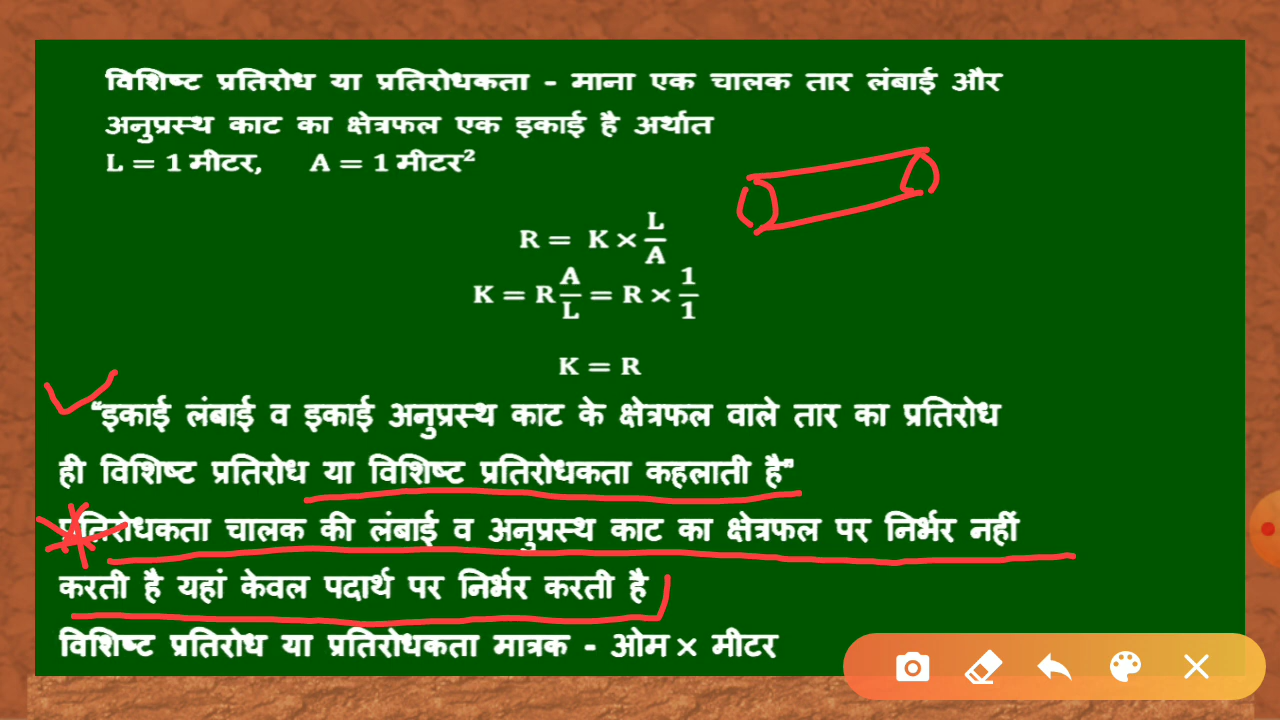 विशिष्ट प्रतिरोध या प्रतिरोधकता - माना एक चालक तार लंबाई और
अनुप्रस्थ काट का क्षेत्रफल एक इकाई है अर्थात
L = 1 मीटर, A = 1 मीटर²
R = K × L/A
K = R A/L = R × 1/1
K = R
“इकाई लंबाई व इकाई अनुप्रस्थ काट के क्षेत्रफल वाले तार का प्रतिरोध
ही विशिष्ट प्रतिरोध या विशिष्ट प्रतिरोधकता कहलाती है”
प्रतिरोधकता चालक की लंबाई व अनुप्रस्थ काट का क्षेत्रफल पर निर्भर नहीं
करती है यहां केवल पदार्थ पर निर्भर करती है
विशिष्ट प्रतिरोध या प्रतिरोधकता मात्रक - ओम × मीटर